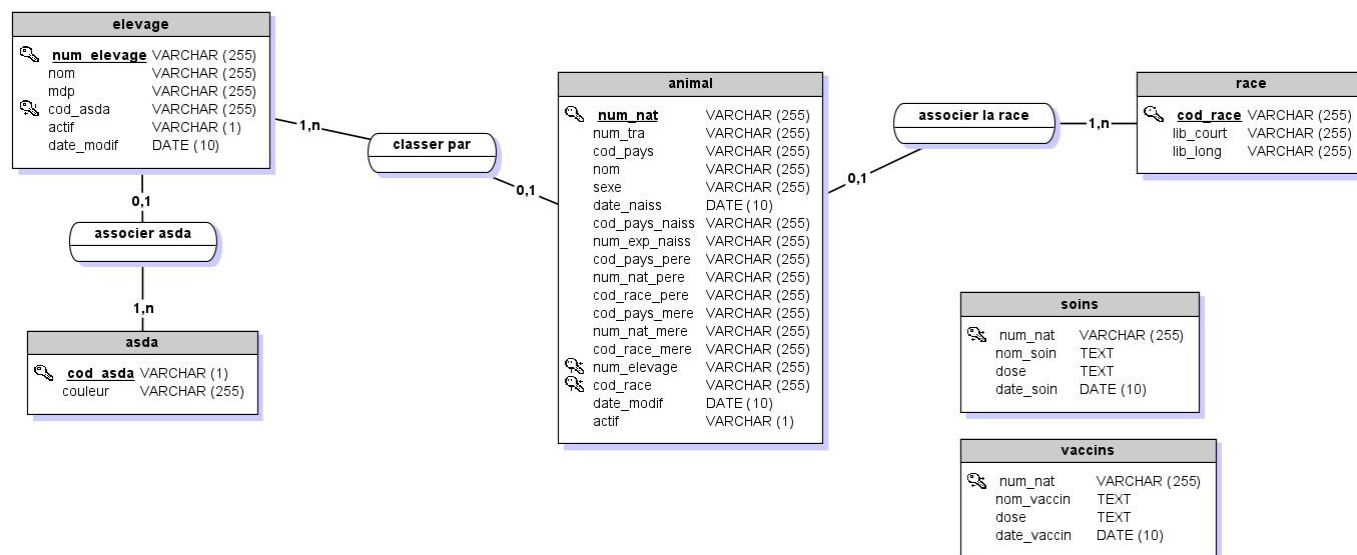 elevage
num_elevage VARCHAR (255)
nom VARCHAR (255)
mdp VARCHAR (255)
cod_asda VARCHAR (255)
actif VARCHAR (1)
date_modif DATE (10)
1,n
classer par
0,1
0,1
associer asda
1,n
asda
cod_asda VARCHAR (1)
couleur VARCHAR (255)
animal
num_nat VARCHAR (255)
num_tra VARCHAR (255)
cod_pays VARCHAR (255)
nom VARCHAR (255)
sexe VARCHAR (255)
date_naiss DATE (10)
cod_pays_naiss VARCHAR (255)
num_exp_naiss VARCHAR (255)
cod_pays_pere VARCHAR (255)
num_nat_pere VARCHAR (255)
cod_race_pere VARCHAR (255)
cod_pays_mere VARCHAR (255)
num_nat_mere VARCHAR (255)
cod_race_mere VARCHAR (255)
num_elevage VARCHAR (255)
cod_race VARCHAR (255)
date_modif DATE (10)
actif VARCHAR (1)
0,1
associer la race
1,n
race
cod_race VARCHAR (255)
lib_court VARCHAR (255)
lib_long VARCHAR (255)
soins
num_nat VARCHAR (255)
nom_soin TEXT
dose TEXT
date_soin DATE (10)
vaccins
num_nat VARCHAR (255)
nom_vaccin TEXT
dose TEXT
date_vaccin DATE (10)